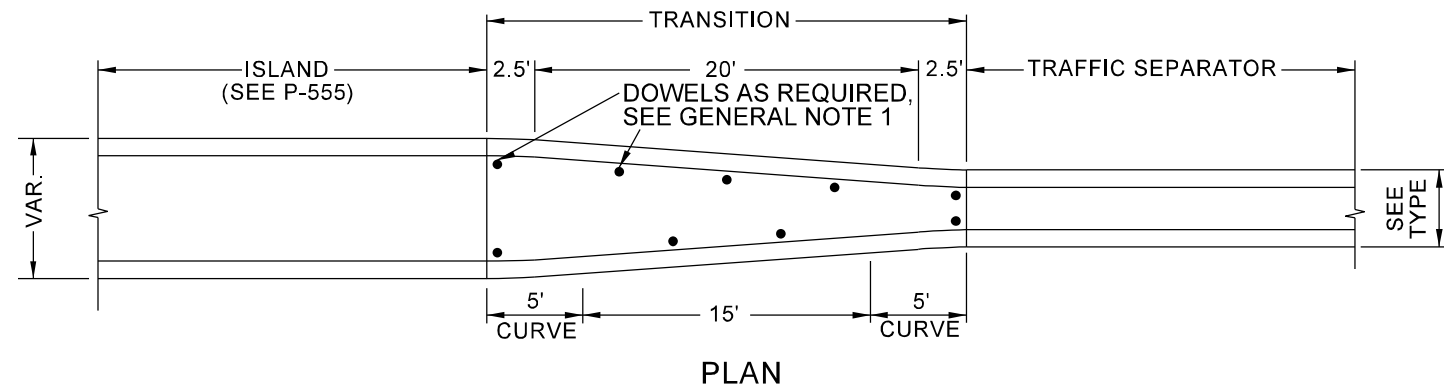 TRANSITION
ISLAND
(SEE P-555)
2.5'
20'
2.5'
TRAFFIC SEPARATOR
DOWELS AS REQUIRED,
SEE GENERAL NOTE 1
VAR.
SEE
TYPE
5'
CURVE
15'
5'
CURVE
PLAN